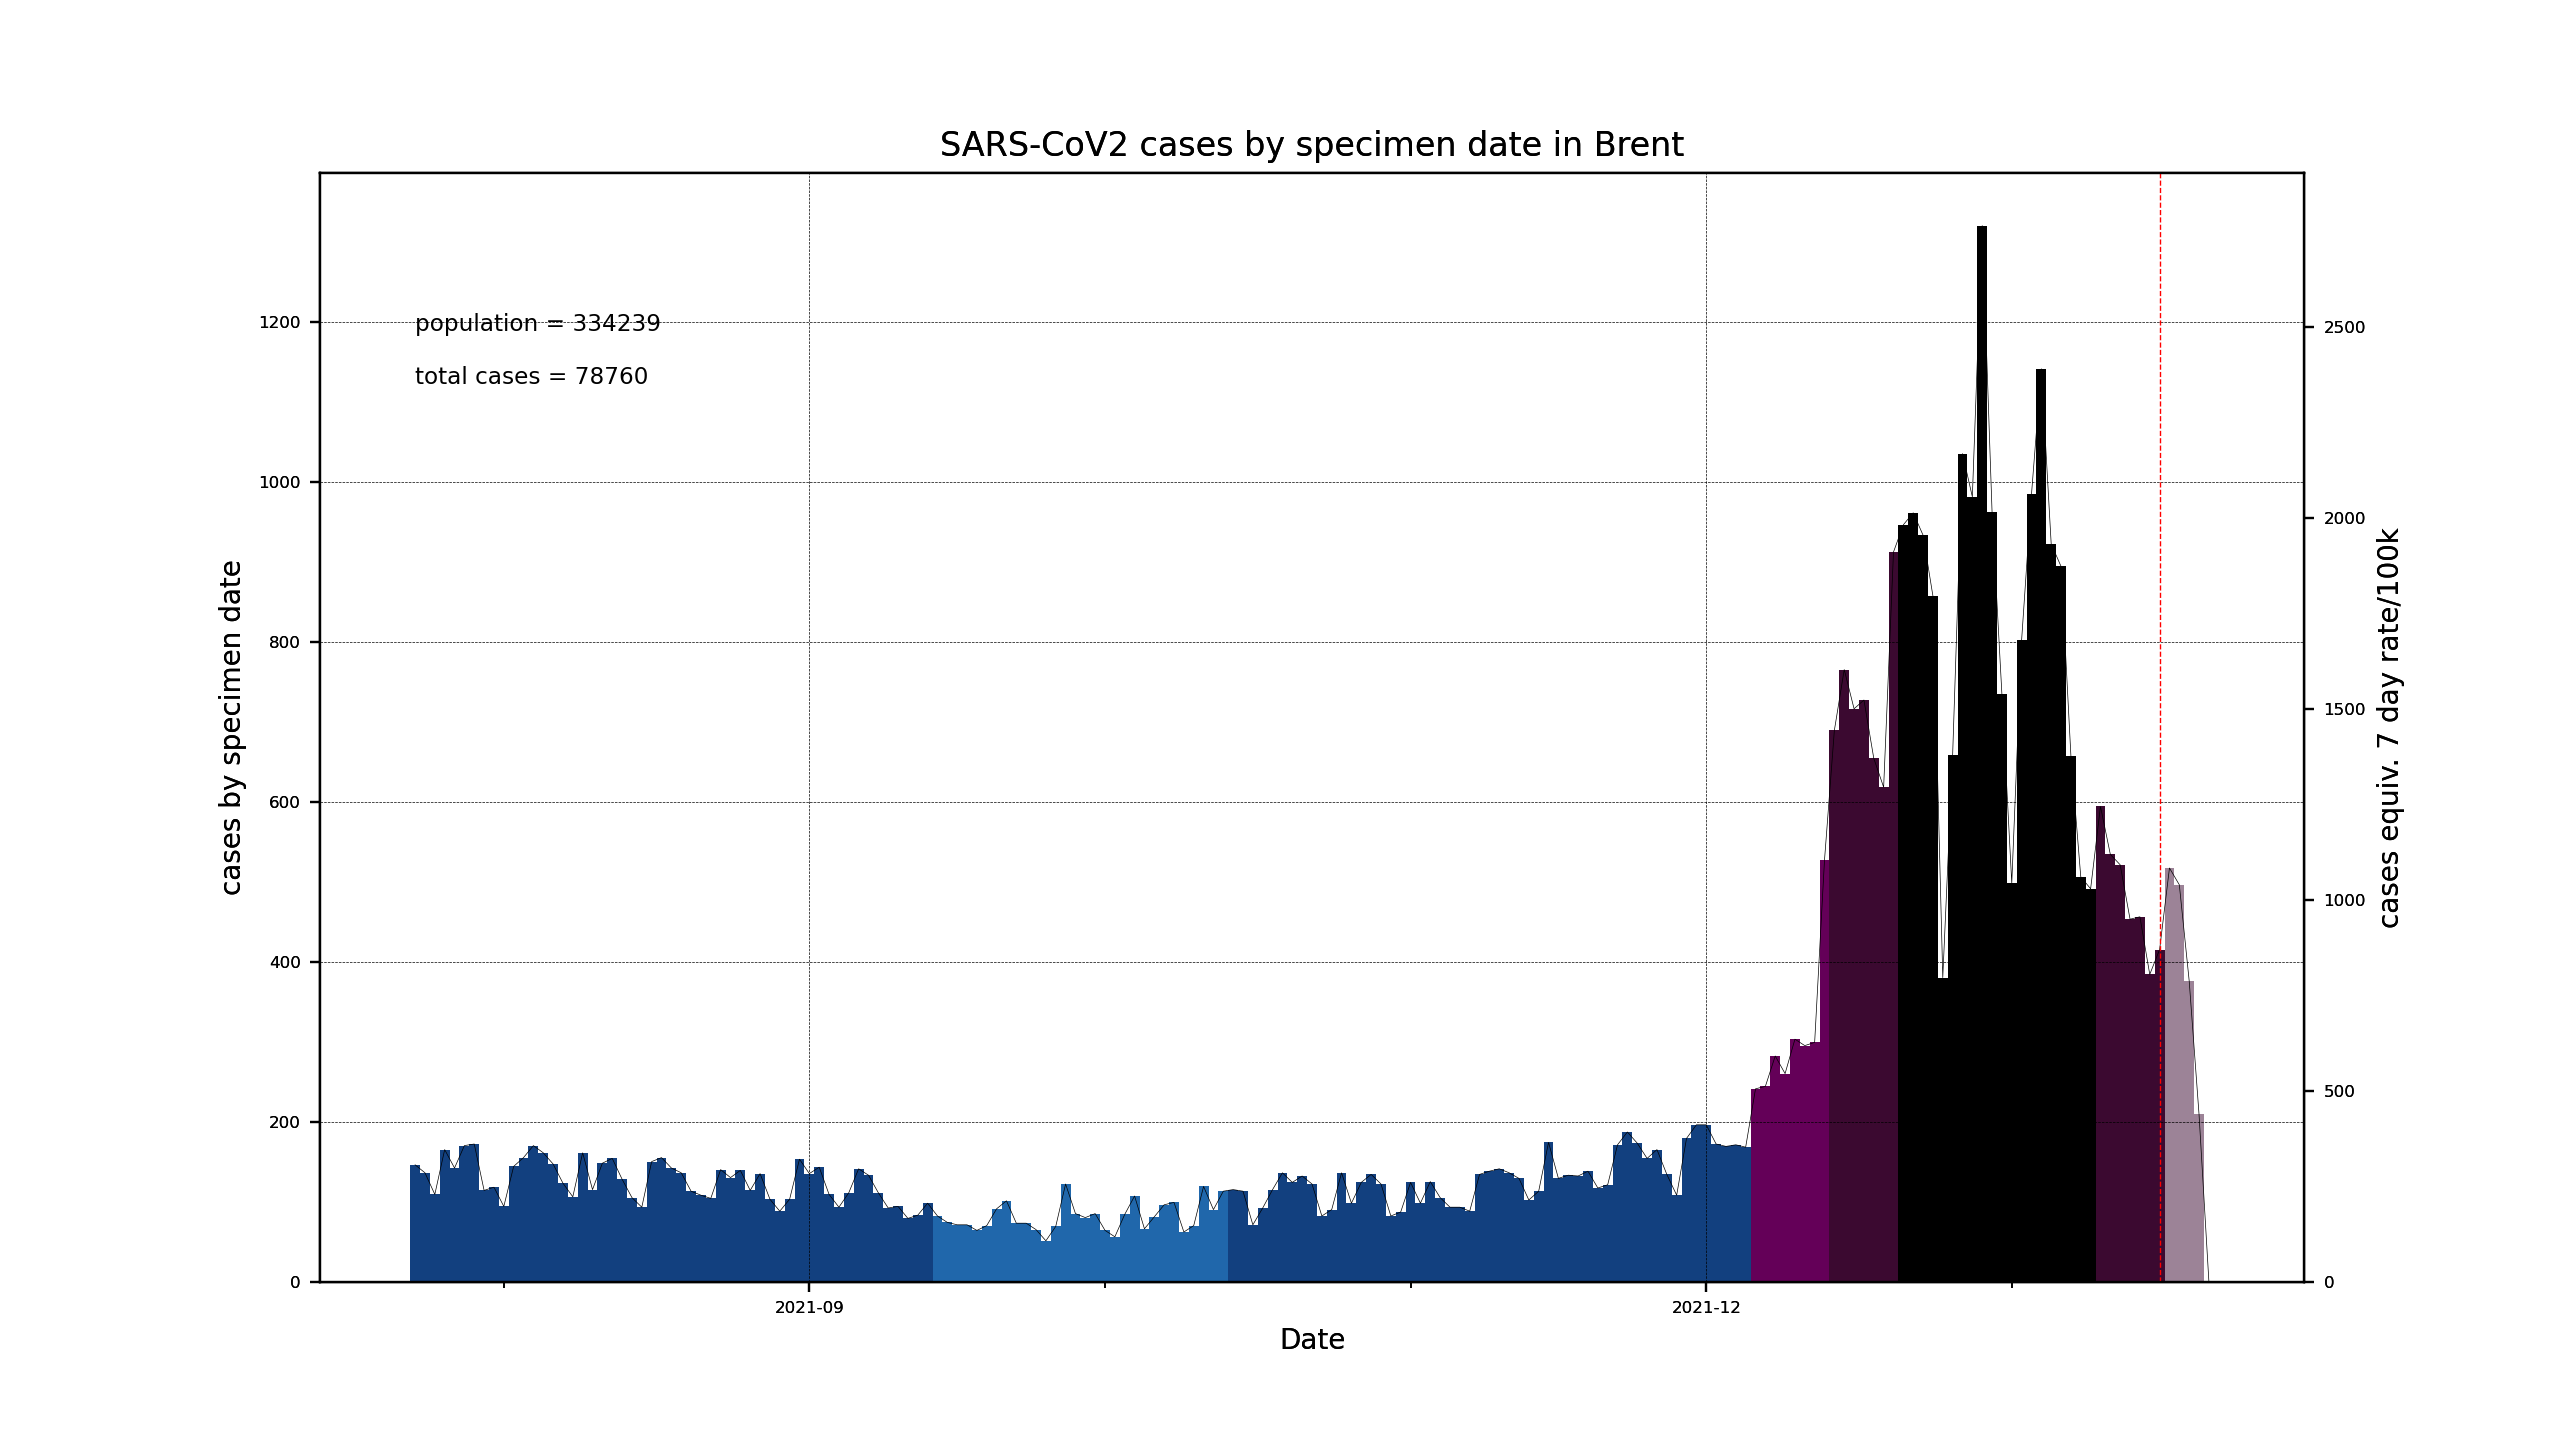 SARS-CoV2 cases by specimen date in Brent
population = 334239
total cases = 78760
cases by specimen date
1200
1000
800
600
400
200
0
2500
2000
1500
1000
500
0
cases equiv. 7 day rate/100k
2021-09
2021-12
Date